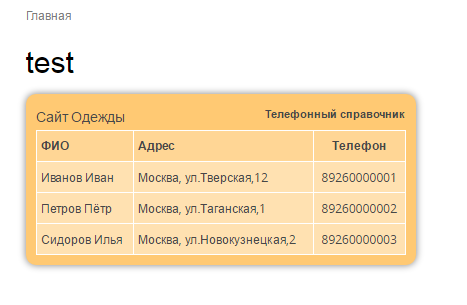 Главная
test
Сайт Одежды Телефонный справочник
ФИО Адрес Телефон
Иванов Иван Москва, ул.Тверская,12 89260000001
Петров Пётр Москва, ул.Таганская,1 89260000002
Сидоров Илья Москва, ул.Новокузнецкая,2 89260000003